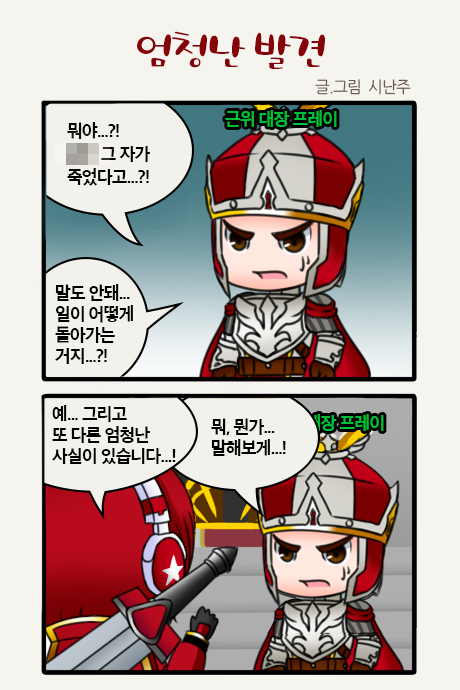 엄청난 발견
글.그림 시난주
근위 대장 프레이
뭐야...?!
그 자가
죽었다고...?!
말도 안돼...
일이 어떻게
돌아가는
거지...?!
예... 그리고
또 다른 엄청난
사실이 있습니다...!
뭐, 뭔가...
말해보게...!
대장 프레이